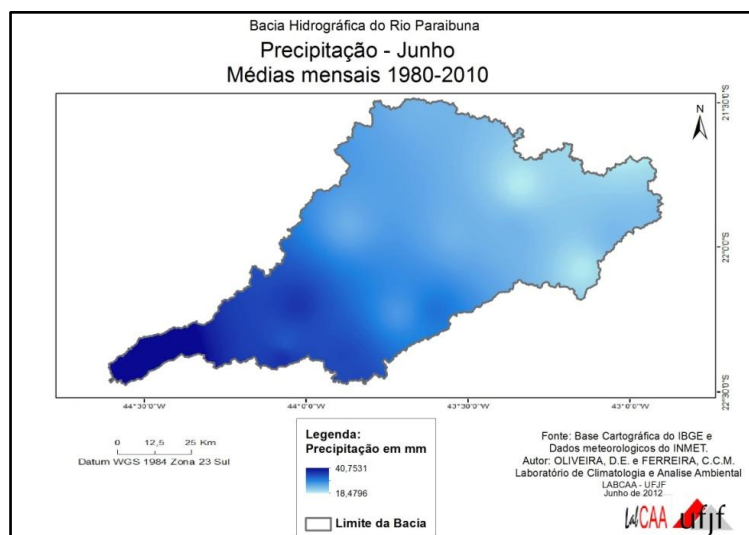 Bacia Hidrográfica do Rio Paraibuna
Precipitação - Junho
Médias mensais 1980-2010
N
21°30'0"S
22°0'0"S
22°30'0"S
44°30'0"W
44°0'0"W
43°30'0"W
43°0'0"W
0 12,5 25 Km
Datum WGS 1984 Zona 23 Sul
Legenda:
Precipitação em mm
40,7531
18,4796
Limite da Bacia
Fonte: Base Cartográfica do IBGE e
Dados meteorologicos do INMET.
Autor: OLIVEIRA, D.E. e FERREIRA, C.C.M.
Laboratório de Climatologia e Analise Ambiental
LABCAA - UFJF
Junho de 2012
LabCAA ufjf